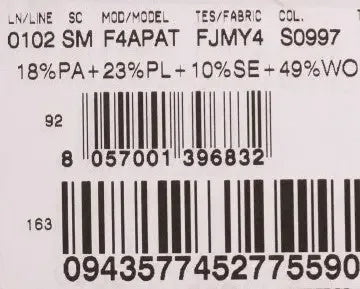 LN/LINE SC MOD/MODEL TES/FABRIC COL.
0102 SM F4APAT FJMY4 S0997
18%PA+23%PL+10%SE+49%WO
92
8 057001 396832
163
0943577452775590